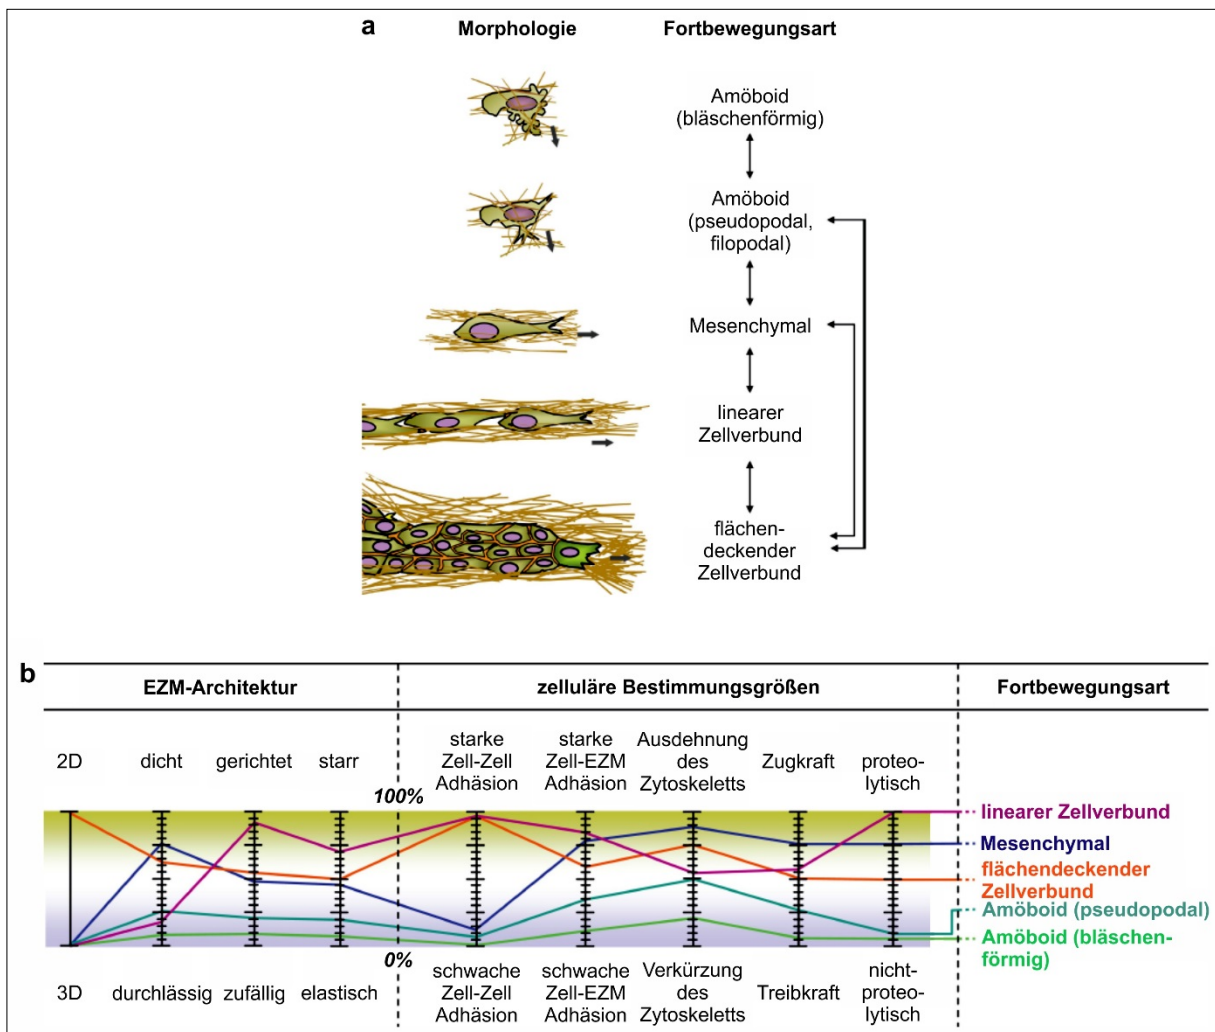 a
Morphologie
Fortbewegungsart
Amöboid
(bläschenförmig)
Amöboid
(pseudopodal,
filopodal)
Mesenchymal
linearer
Zellverbund
flächen-
deckender
Zellverbund
b
EZM-Architektur
zelluläre Bestimmungsgrößen
Fortbewegungsart
2D
dicht
gerichtet
starr
starke
Zell-Zell
Adhäsion
starke
Zell-EZM
Adhäsion
Ausdehnung
des
Zytoskeletts
Zugkraft
proteo-
lytisch
100%
linearer Zellverbund
Mesenchymal
flächendeckender
Zellverbund
Amöboid (pseudopodal)
Amöboid (bläschen-
förmig)
0%
3D
durchlässig
zufällig
elastisch
schwache
Zell-Zell
Adhäsion
schwache
Zell-EZM
Adhäsion
Verkürzung
des
Zytoskeletts
Treibkraft
nicht-
proteo-
lytisch